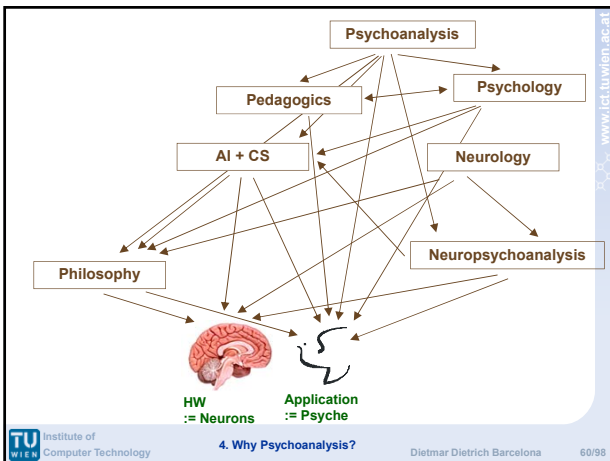 Psychoanalysis
Psychology
Pedagogics
AI + CS
Neurology
Neuropsychoanalysis
Philosophy
HW
:= Neurons
Application
:= Psyche
www.ict.tuwien.ac.at
TU
WIEN
Institute of
Computer Technology
4. Why Psychoanalysis?
Dietmar Dietrich Barcelona
60/98